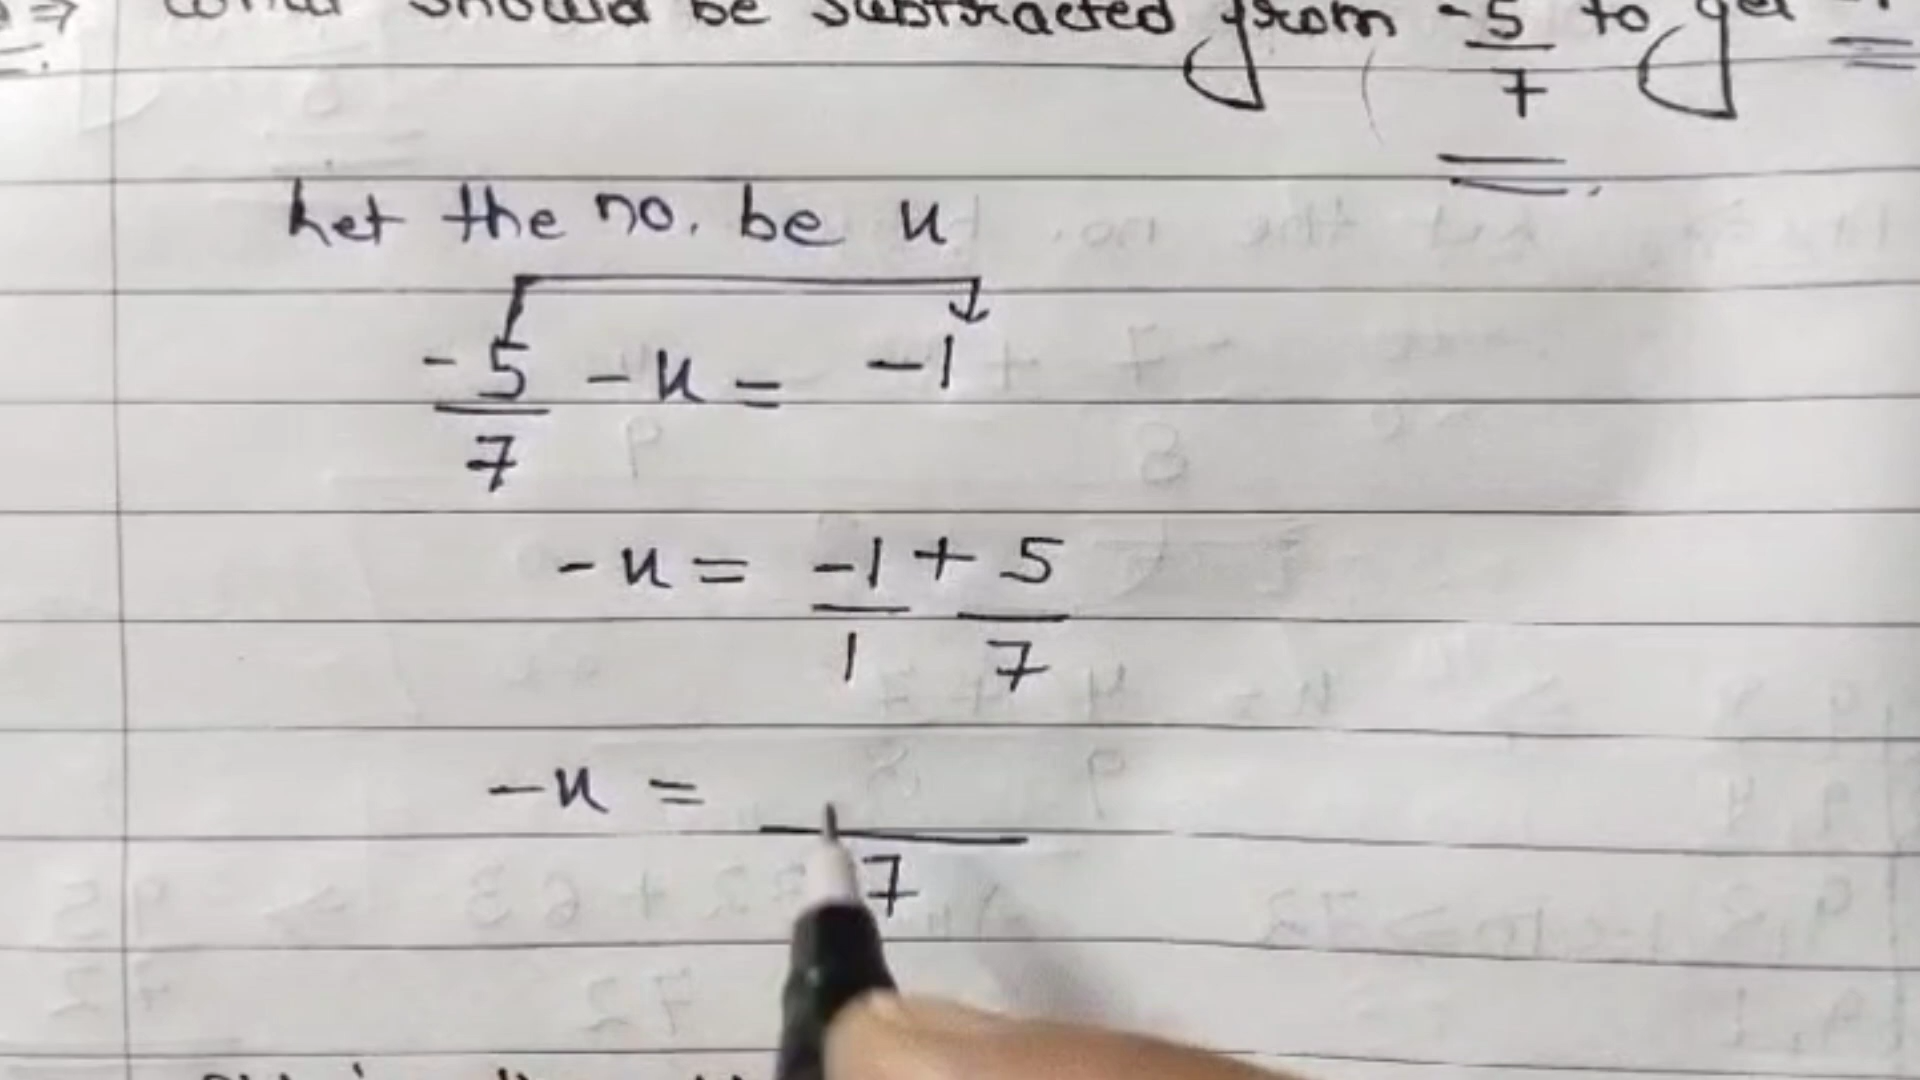 should be subtracted from -5/7 to get -1
Let the no. be x
-5/7 - x = -1
-x = -1/1 + 5/7
-x = /7